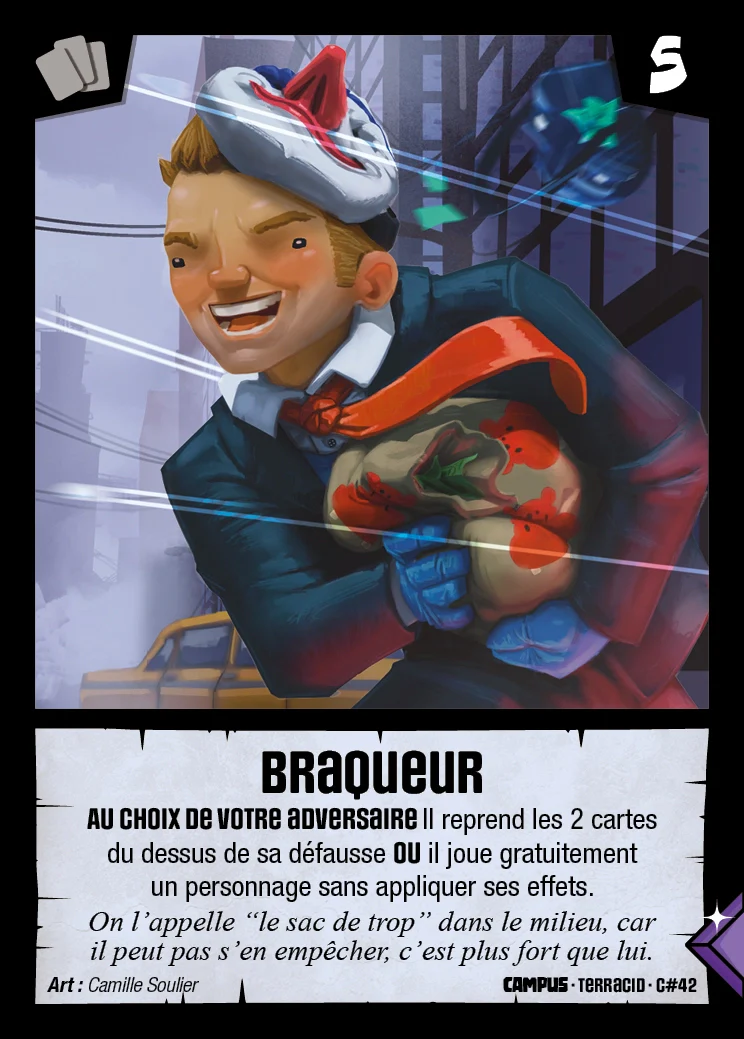 5
BRAQUEUR
AU CHOIX DE VOTRE ADVERSAIRE Il reprend les 2 cartes
du dessus de sa défausse OU il joue gratuitement
un personnage sans appliquer ses effets.
On l’appelle “le sac de trop” dans le milieu, car
il peut pas s’en empêcher, c’est plus fort que lui.
Art : Camille Soulier
CAMPUS · TERRACID · C#42